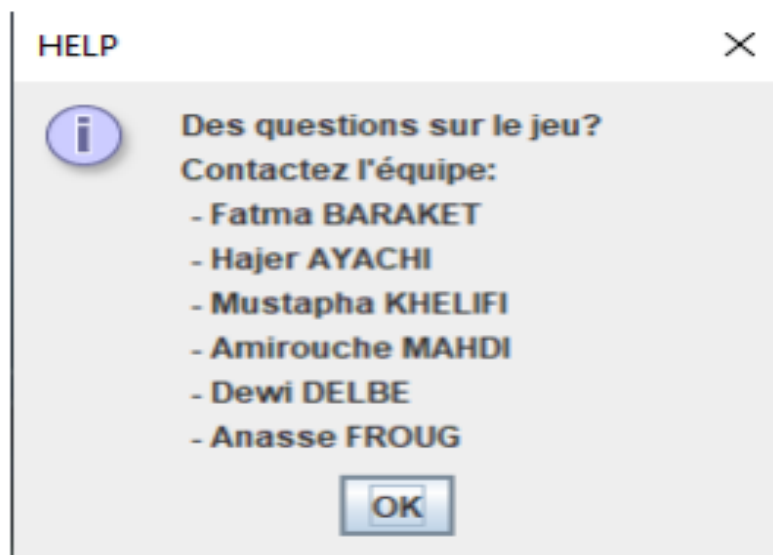 HELP
Des questions sur le jeu?
Contactez l'équipe:
- Fatma BARAKET
- Hajer AYACHI
- Mustapha KHELIFI
- Amirouche MAHDI
- Dewi DELBE
- Anasse FROUG
OK